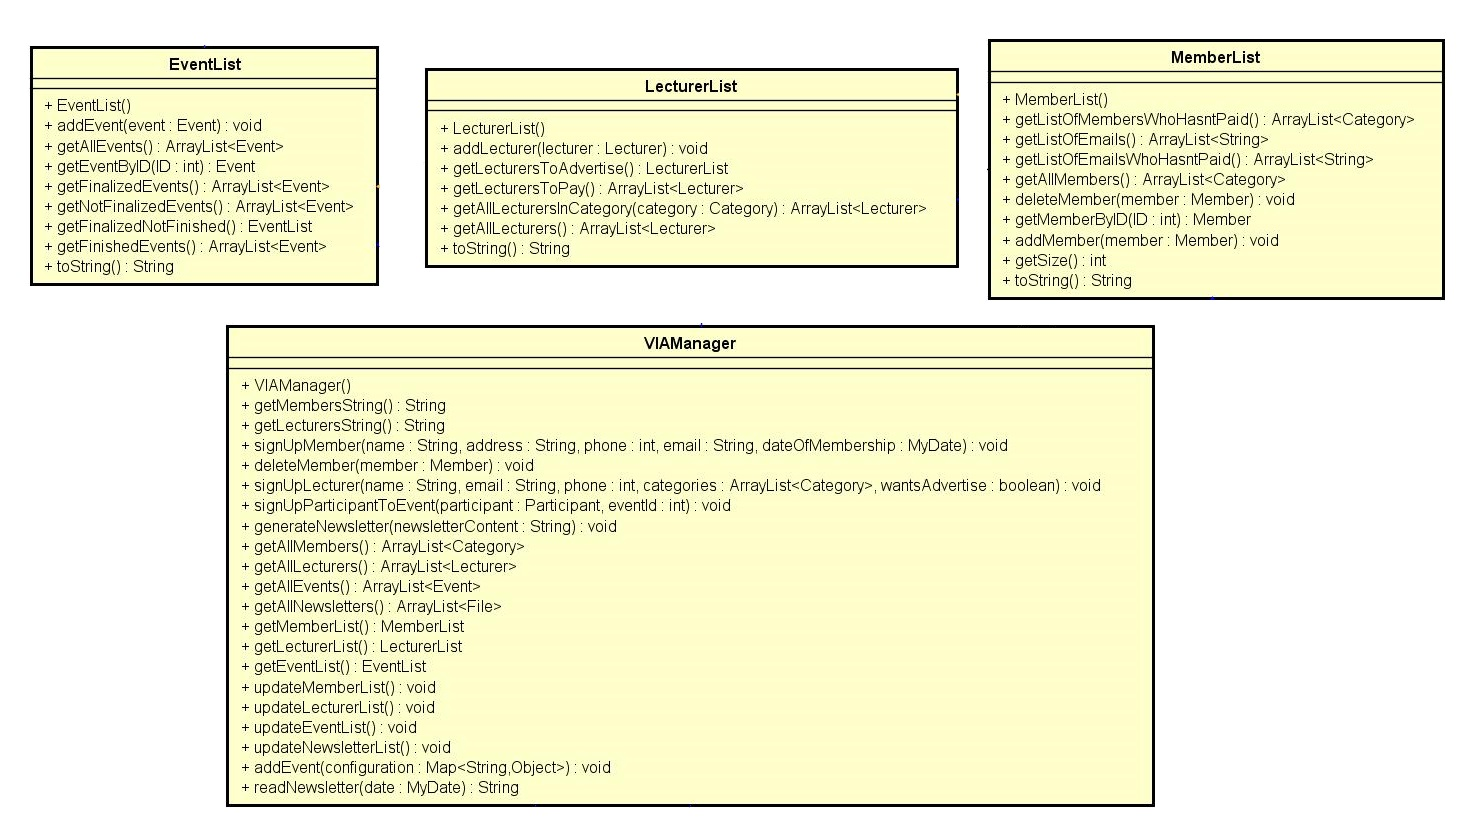 EventList
+ EventList()
+ addEvent(event : Event) : void
+ getAllEvents() : ArrayList<Event>
+ getEventByID(ID : int) : Event
+ getFinalizedEvents() : ArrayList<Event>
+ getNotFinalizedEvents() : ArrayList<Event>
+ getFinalizedNotFinished() : EventList
+ getFinishedEvents() : ArrayList<Event>
+ toString() : String
LecturerList
+ LecturerList()
+ addLecturer(lecturer : Lecturer) : void
+ getLecturersToAdvertise() : LecturerList
+ getLecturersToPay() : ArrayList<Lecturer>
+ getAllLecturersInCategory(category : Category) : ArrayList<Lecturer>
+ getAllLecturers() : ArrayList<Lecturer>
+ toString() : String
MemberList
+ MemberList()
+ getListOfMembersWhoHasntPaid() : ArrayList<Category>
+ getListOfEmails() : ArrayList<String>
+ getListOfEmailsWhoHasntPaid() : ArrayList<String>
+ getAllMembers() : ArrayList<Category>
+ deleteMember(member : Member) : void
+ getMemberByID(ID : int) : Member
+ addMember(member : Member) : void
+ getSize() : int
+ toString() : String
VIAManager
+ VIAManager()
+ getMembersString() : String
+ getLecturersString() : String
+ signUpMember(name : String, address : String, phone : int, email : String, dateOfMembership : MyDate) : void
+ deleteMember(member : Member) : void
+ signUpLecturer(name : String, email : String, phone : int, categories : ArrayList<Category>, wantsAdvertise : boolean) : void
+ signUpParticipantToEvent(participant : Participant, eventId : int) : void
+ generateNewsletter(newsletterContent : String) : void
+ getAllMembers() : ArrayList<Category>
+ getAllLecturers() : ArrayList<Lecturer>
+ getAllEvents() : ArrayList<Event>
+ getAllNewsletters() : ArrayList<File>
+ getMemberList() : MemberList
+ getLecturerList() : LecturerList
+ getEventList() : EventList
+ updateMemberList() : void
+ updateLecturerList() : void
+ updateEventList() : void
+ updateNewsletterList() : void
+ addEvent(configuration : Map<String,Object>) : void
+ readNewsletter(date : MyDate) : String